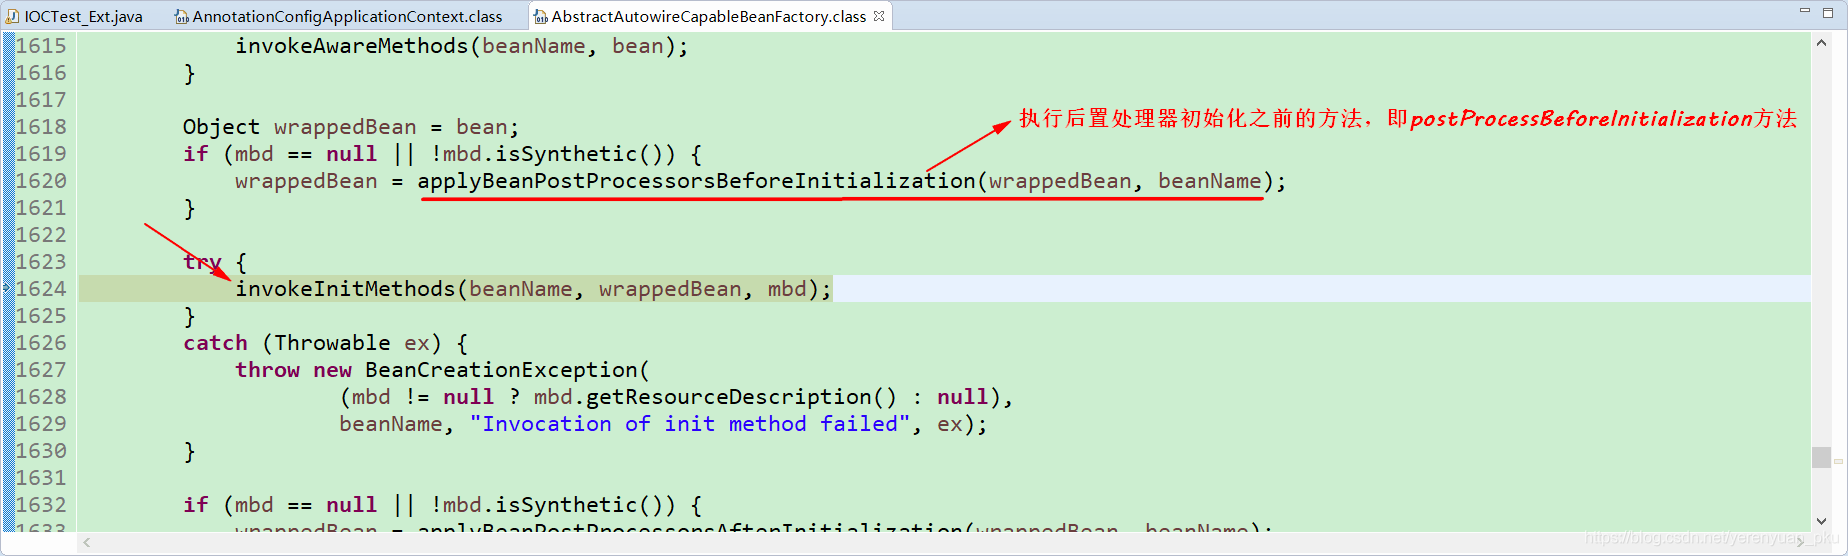 IOCTest_Ext.java AnnotationConfigApplicationContext.class AbstractAutowireCapableBeanFactory.class
1615 invokeAwareMethods(beanName, bean);
1616 }
1617
1618 Object wrappedBean = bean;
执行后置处理器初始化之前的方法，即postProcessBeforeInitialization方法
1619 if (mbd == null || !mbd.isSynthetic()) {
1620 wrappedBean = applyBeanPostProcessorsBeforeInitialization(wrappedBean, beanName);
1621 }
1622
1623 try {
1624 invokeInitMethods(beanName, wrappedBean, mbd);
1625 }
1626 catch (Throwable ex) {
1627 throw new BeanCreationException(
1628 (mbd != null ? mbd.getResourceDescription() : null),
1629 beanName, "Invocation of init method failed", ex);
1630 }
1631
1632 if (mbd == null || !mbd.isSynthetic()) {
1633 wrappedBean = applyBeanPostProcessorsAfterInitialization(wrappedBean, beanName);
https://blog.csdn.net/yerenyuan_pku